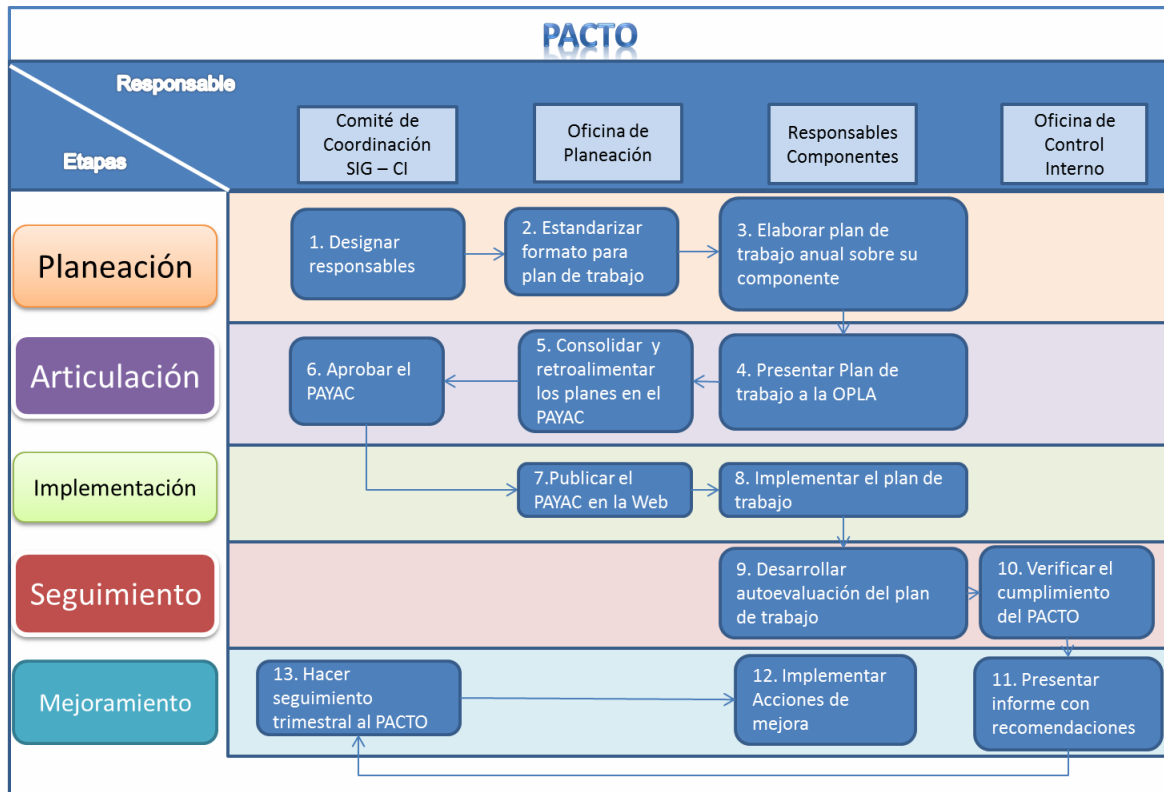 PACTO
Responsable
Etapas
Comité de
Coordinación
SIG – CI
Oficina de
Planeación
Responsables
Componentes
Oficina de
Control
Interno
Planeación
1. Designar
responsables
2. Estandarizar
formato para
plan de trabajo
3. Elaborar plan de
trabajo anual sobre su
componente
Articulación
6. Aprobar el
PAYAC
5. Consolidar y
retroalimentar
los planes en el
PAYAC
4. Presentar Plan de
trabajo a la OPLA
Implementación
7.Publicar el
PAYAC en la Web
8. Implementar el plan de
trabajo
Seguimiento
9. Desarrollar
autoevaluación del plan
de trabajo
10. Verificar el
cumplimiento
del PACTO
Mejoramiento
13. Hacer
seguimiento
trimestral al PACTO
12. Implementar
Acciones de
mejora
11. Presentar
informe con
recomendaciones